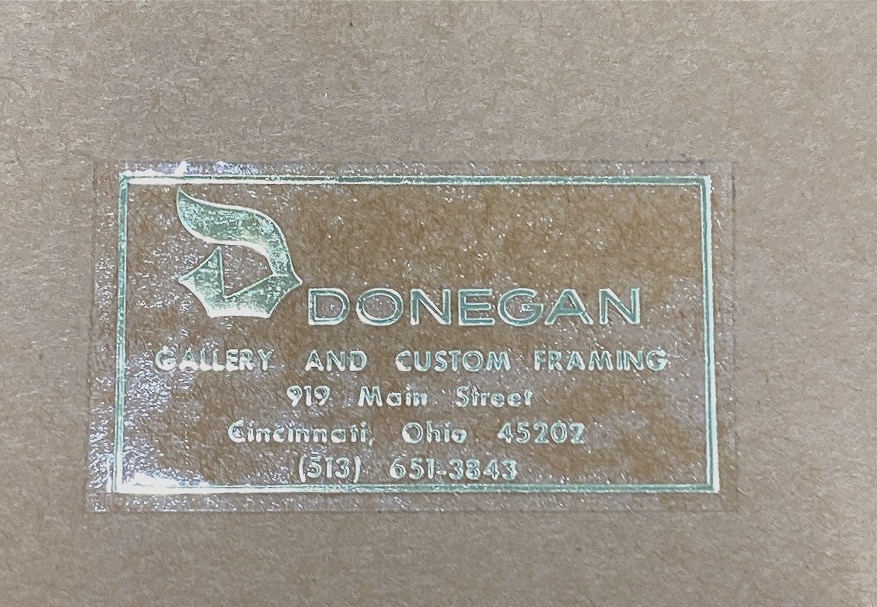 DONEGAN
GALLERY AND CUSTOM FRAMING
919 Main Street
Cincinnati, Ohio 45202
(513) 651-3843